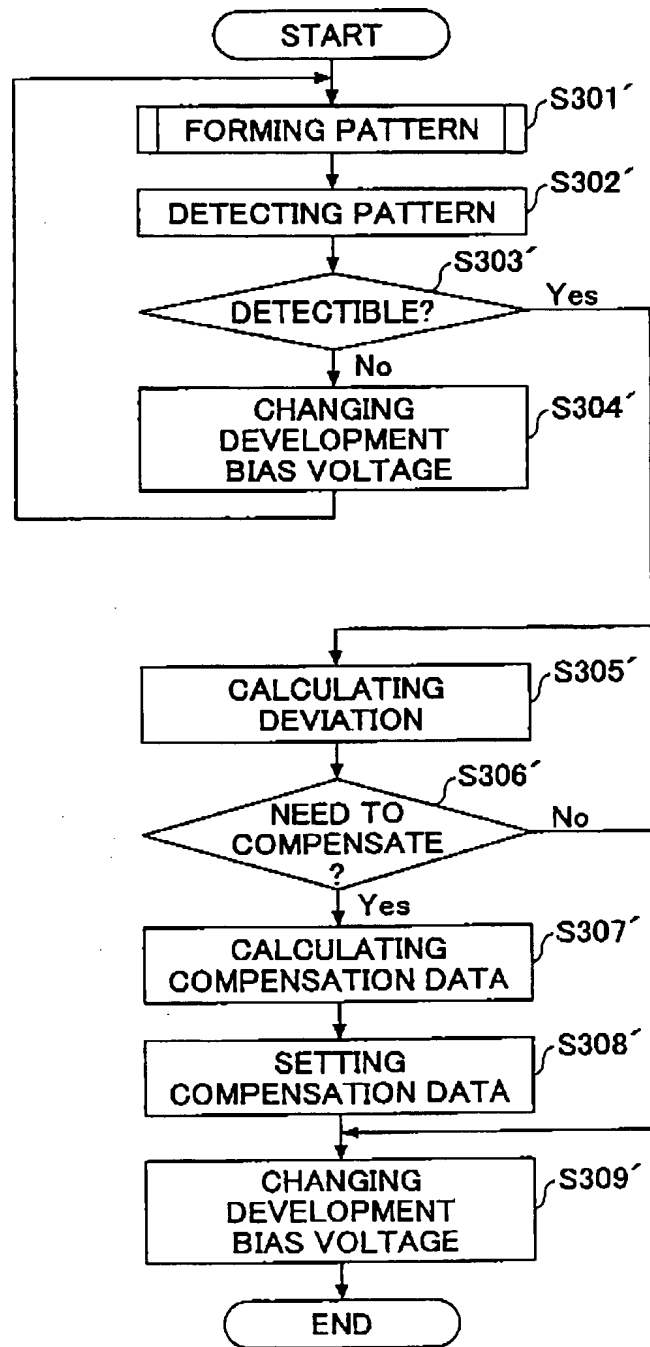 START
FORMING PATTERN
S301´
DETECTING PATTERN
S302´
DETECTIBLE?
S303´
Yes
No
CHANGING
DEVELOPMENT
BIAS VOLTAGE
S304´
CALCULATING
DEVIATION
S305´
NEED TO
COMPENSATE
?
S306´
No
Yes
CALCULATING
COMPENSATION DATA
S307´
SETTING
COMPENSATION DATA
S308´
CHANGING
DEVELOPMENT
BIAS VOLTAGE
S309´
END